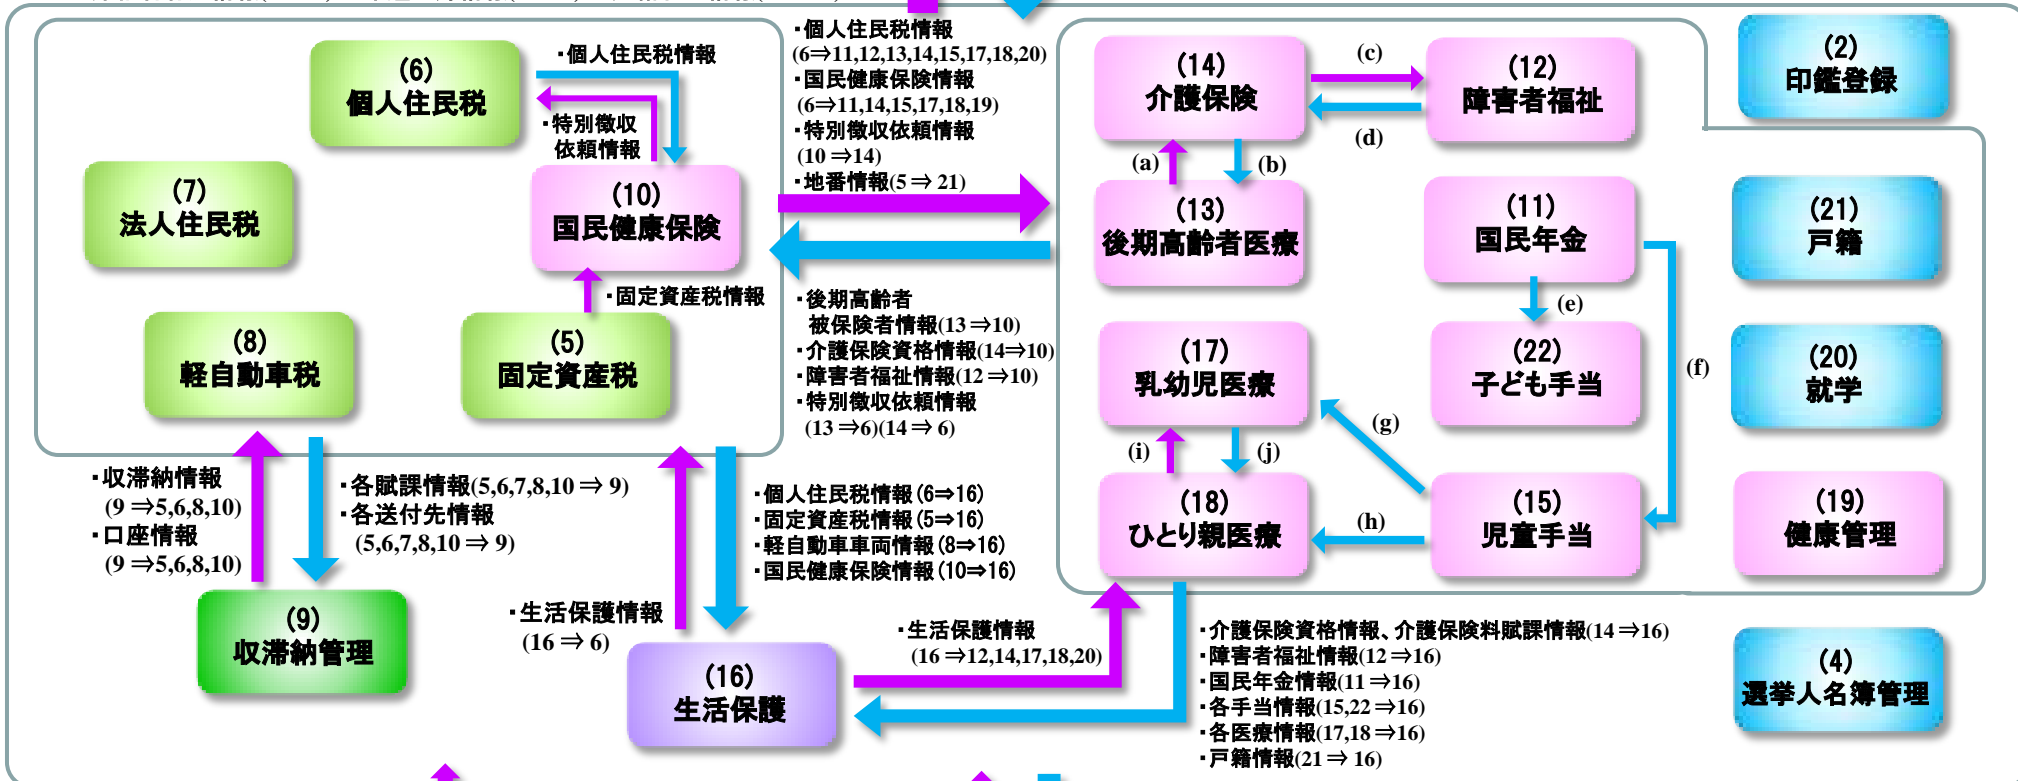 (6)
個人住民税
・個人住民税情報
・特別徴収
依頼情報
(7)
法人住民税
(10)
国民健康保険
・固定資産税情報
(8)
軽自動車税
(5)
固定資産税
・個人住民税情報
(6⇒11,12,13,14,15,17,18,20)
・国民健康保険情報
(6⇒11,14,15,17,18,19)
・特別徴収依頼情報
(10⇒14)
・地番情報(5⇒21)
・後期高齢者
被保険者情報(13⇒10)
・介護保険資格情報(14⇒10)
・障害者福祉情報(12⇒10)
・特別徴収依頼情報
(13⇒6)(14⇒6)
(14)
介護保険
(c)
(d)
(12)
障害者福祉
(a)
(b)
(13)
後期高齢者医療
(11)
国民年金
(e)
(f)
(17)
乳幼児医療
(22)
子ども手当
(g)
(i)
(j)
(18)
ひとり親医療
(h)
(15)
児童手当
(2)
印鑑登録
(21)
戸籍
(20)
就学
(19)
健康管理
(4)
選挙人名簿管理
・収滞納情報
(9⇒5,6,8,10)
・口座情報
(9⇒5,6,8,10)
・各賦課情報(5,6,7,8,10⇒9)
・各送付先情報
(5,6,7,8,10⇒9)
(9)
収滞納管理
・生活保護情報
(16⇒6)
・個人住民税情報(6⇒16)
・固定資産税情報(5⇒16)
・軽自動車車両情報(8⇒16)
・国民健康保険情報(10⇒16)
(16)
生活保護
・生活保護情報
(16⇒12,14,17,18,20)
・介護保険資格情報、介護保険料賦課情報(14⇒16)
・障害者福祉情報(12⇒16)
・国民年金情報(11⇒16)
・各手当情報(15,22⇒16)
・各医療情報(17,18⇒16)
・戸籍情報(21⇒16)